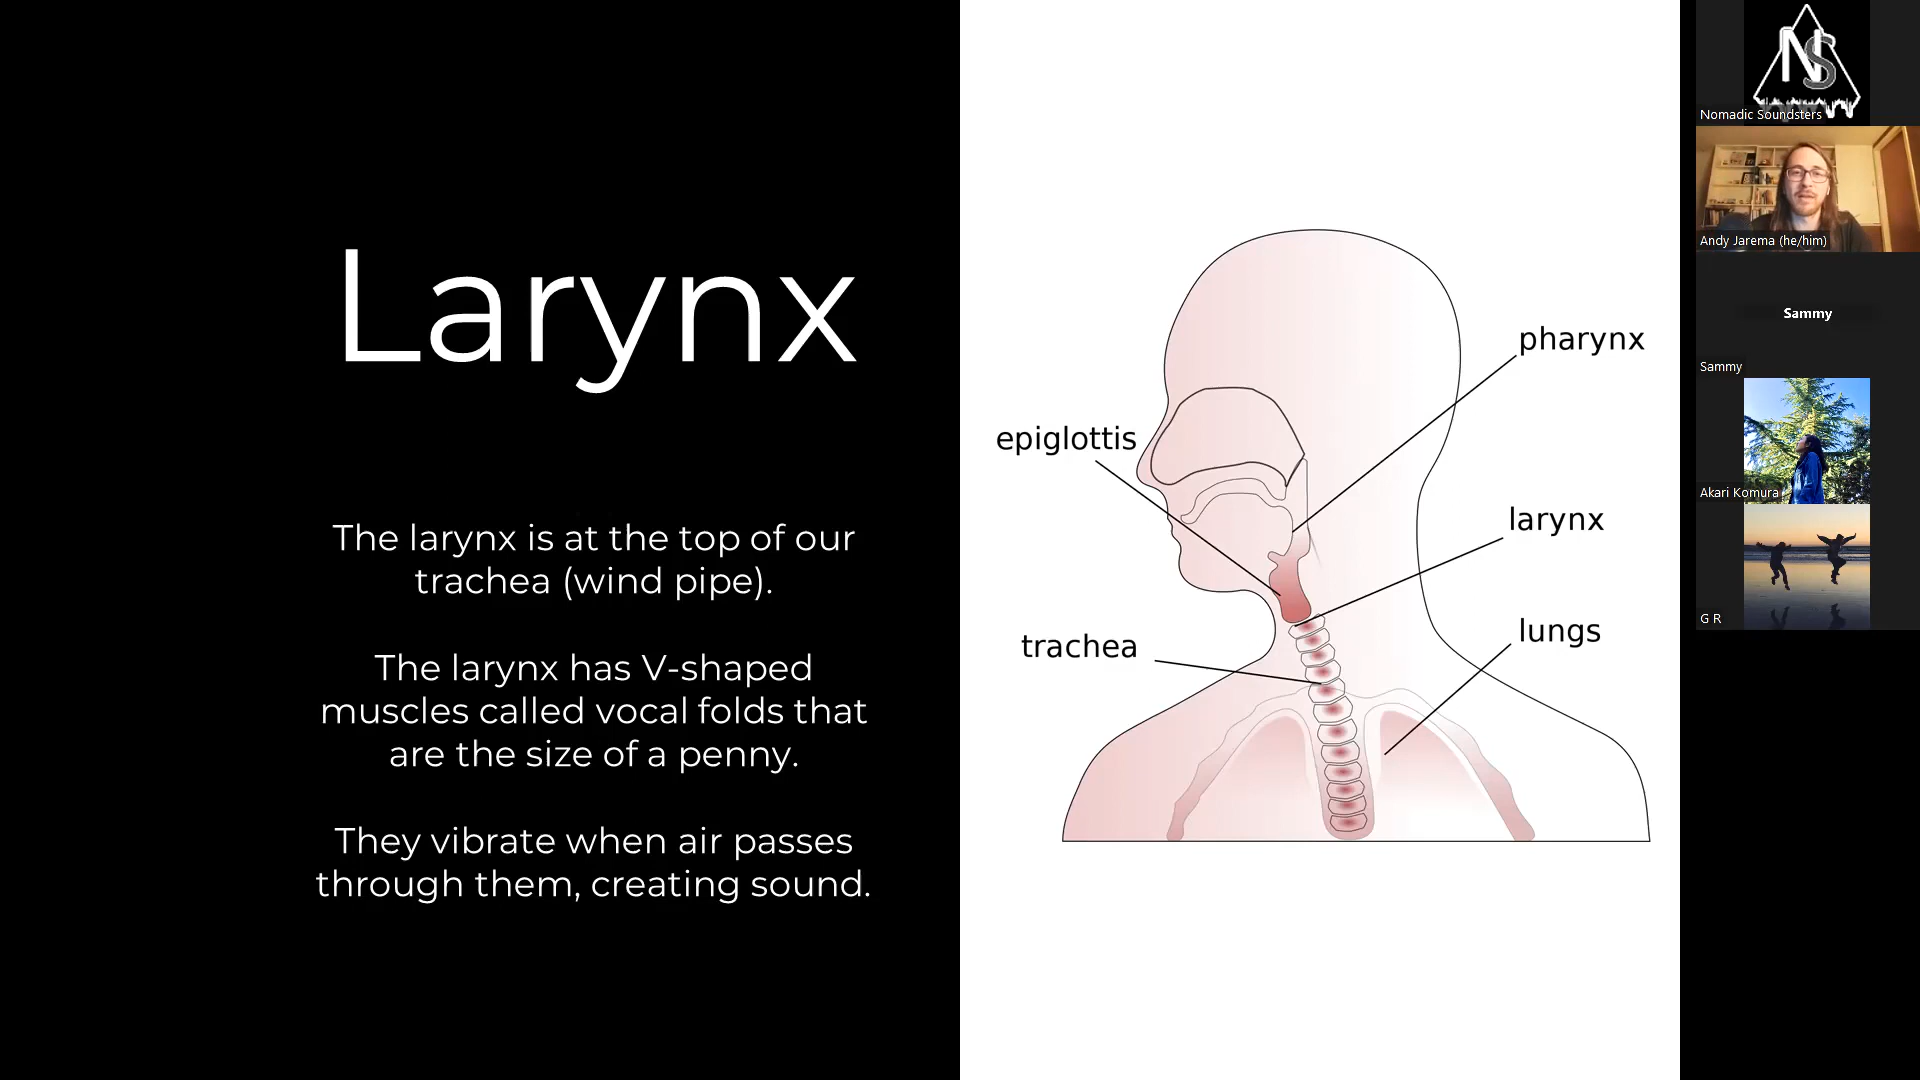 Larynx
The larynx is at the top of our
trachea (wind pipe).
The larynx has V-shaped
muscles called vocal folds that
are the size of a penny.
They vibrate when air passes
through them, creating sound.
pharynx
epiglottis
larynx
lungs
trachea
NS
Nomadic Soundsters
Andy Jarema (he/him)
Sammy
Sammy
Akari Komura
G R